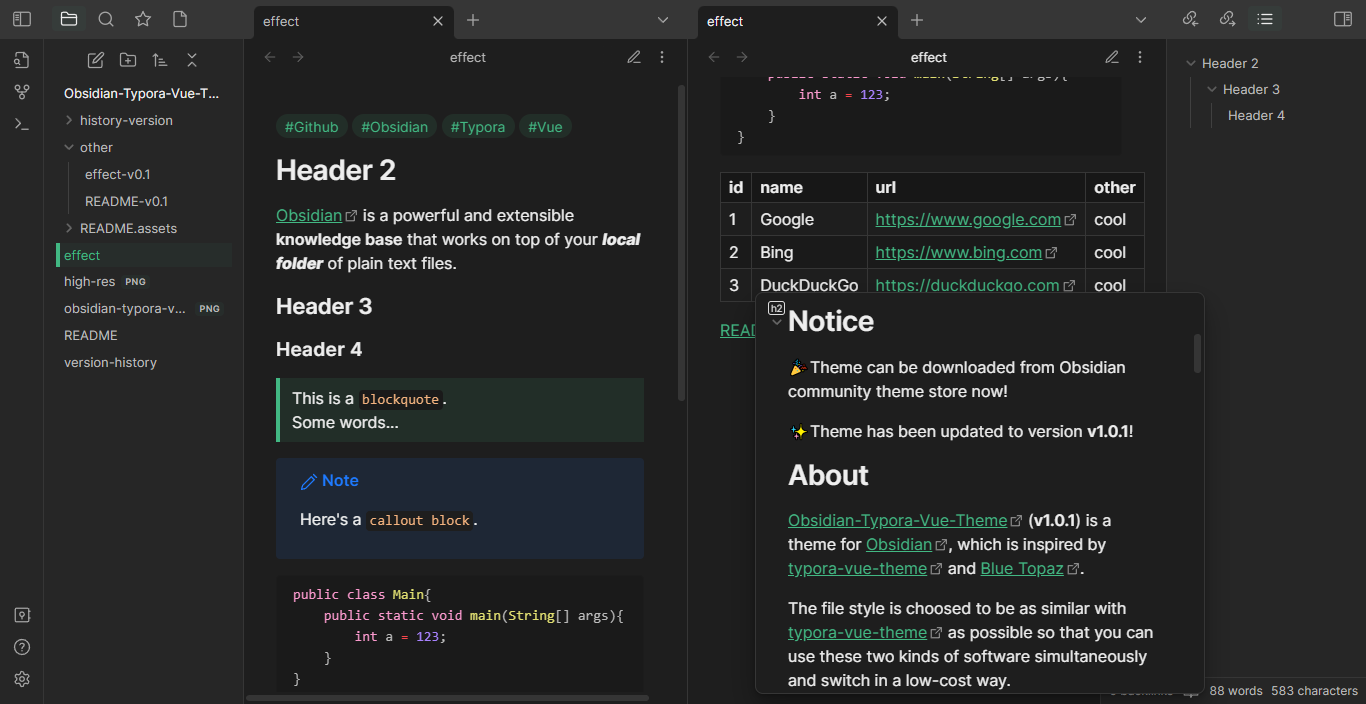 effect
effect
Obsidian-Typora-Vue-T...
history-version
other
effect-v0.1
README-v0.1
README.assets
effect
high-res PNG
obsidian-typora-v... PNG
README
version-history
effect
#Github #Obsidian #Typora #Vue
Header 2
Obsidian is a powerful and extensible
knowledge base that works on top of your local
folder of plain text files.
Header 3
Header 4
This is a blockquote.
Some words...
Note
Here's a callout block.
public class Main{
public static void main(String[] args){
int a = 123;
}
}
effect
public static void main(String[] args){
int a = 123;
}
}
id name url other
1 Google https://www.google.com cool
2 Bing https://www.bing.com cool
3 DuckDuckGo https://duckduckgo.com cool
h2
Notice
🎉 Theme can be downloaded from Obsidian
community theme store now!
✨ Theme has been updated to version v1.0.1!
About
Obsidian-Typora-Vue-Theme (v1.0.1) is a
theme for Obsidian, which is inspired by
typora-vue-theme and Blue Topaz.
The file style is choosed to be as similar with
typora-vue-theme as possible so that you can
use these two kinds of software simultaneously
and switch in a low-cost way.
Header 2
Header 3
Header 4
88 words 583 characters